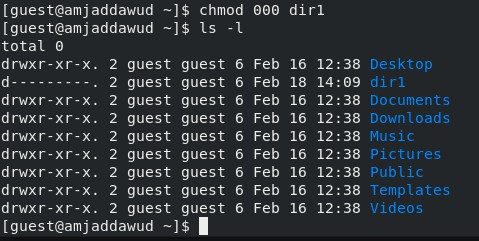 [guest@amjaddawud ~]$ chmod 000 dir1
[guest@amjaddawud ~]$ ls -l
total 0
drwxr-xr-x. 2 guest guest 6 Feb 16 12:38 Desktop
d---------. 2 guest guest 6 Feb 18 14:09 dir1
drwxr-xr-x. 2 guest guest 6 Feb 16 12:38 Documents
drwxr-xr-x. 2 guest guest 6 Feb 16 12:38 Downloads
drwxr-xr-x. 2 guest guest 6 Feb 16 12:38 Music
drwxr-xr-x. 2 guest guest 6 Feb 16 12:38 Pictures
drwxr-xr-x. 2 guest guest 6 Feb 16 12:38 Public
drwxr-xr-x. 2 guest guest 6 Feb 16 12:38 Templates
drwxr-xr-x. 2 guest guest 6 Feb 16 12:38 Videos
[guest@amjaddawud ~]$